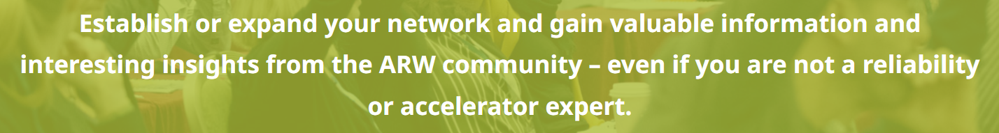 Establish or expand your network and gain valuable information and
interesting insights from the ARW community – even if you are not a reliability
or accelerator expert.